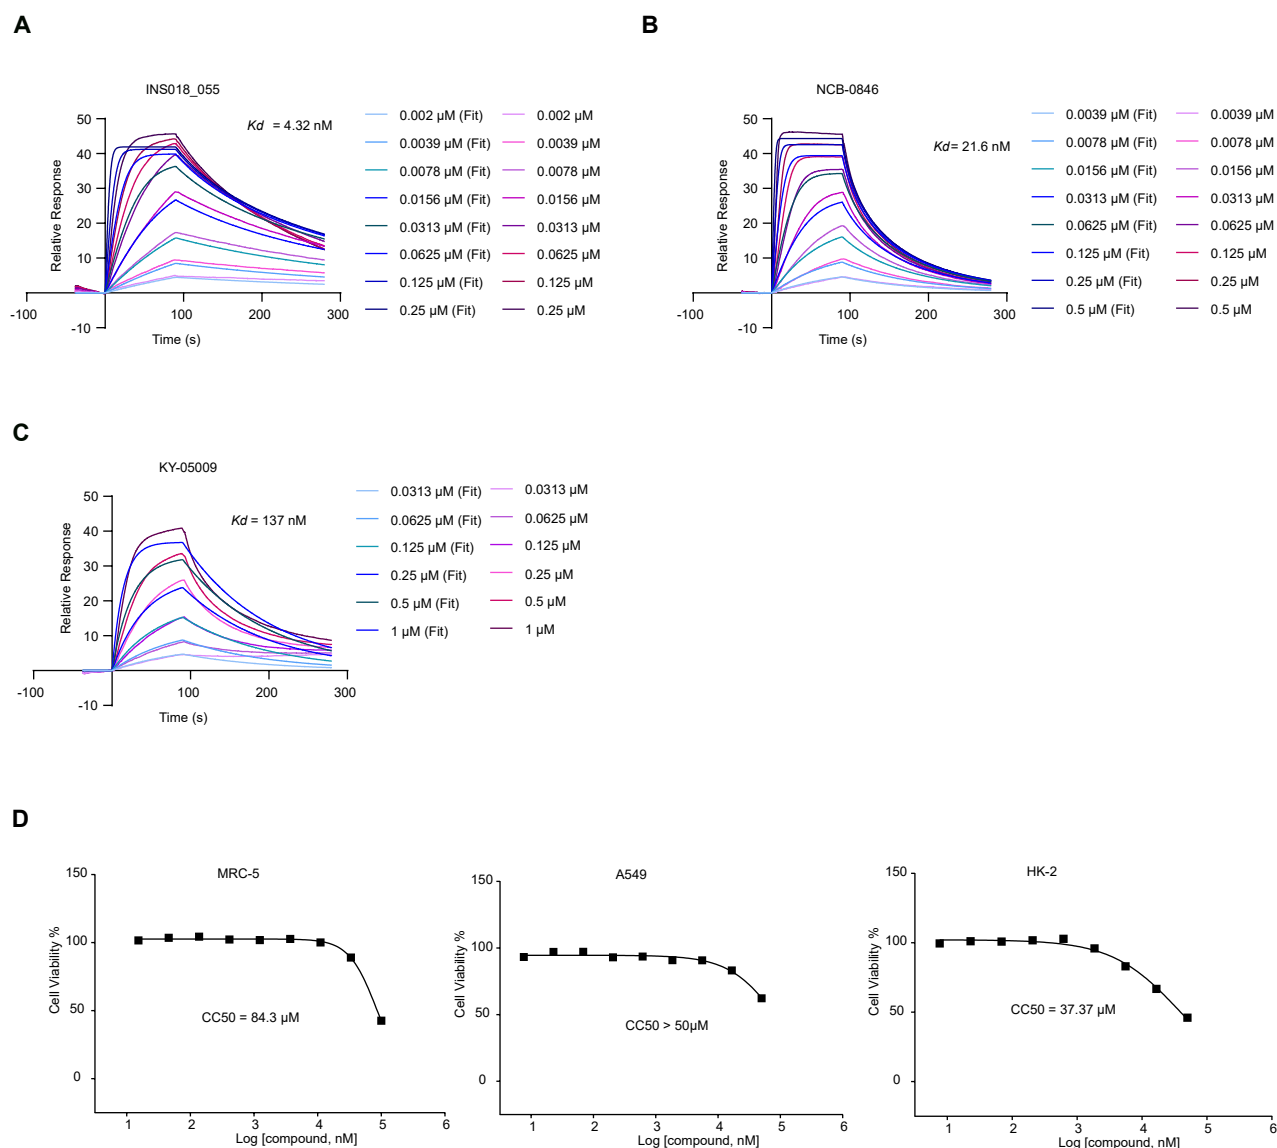 A
B
INS018_055
NCB-0846
Kd = 4.32 nM
Kd= 21.6 nM
Relative Response
50
40
30
20
10
-10
-100
100
200
300
Time (s)
0.002 µM (Fit) 0.002 µM
0.0039 µM (Fit) 0.0039 µM
0.0078 µM (Fit) 0.0078 µM
0.0156 µM (Fit) 0.0156 µM
0.0313 µM (Fit) 0.0313 µM
0.0625 µM (Fit) 0.0625 µM
0.125 µM (Fit) 0.125 µM
0.25 µM (Fit) 0.25 µM
Relative Response
50
40
30
20
10
-10
-100
100
200
300
Time (s)
0.0039 µM (Fit) 0.0039 µM
0.0078 µM (Fit) 0.0078 µM
0.0156 µM (Fit) 0.0156 µM
0.0313 µM (Fit) 0.0313 µM
0.0625 µM (Fit) 0.0625 µM
0.125 µM (Fit) 0.125 µM
0.25 µM (Fit) 0.25 µM
0.5 µM (Fit) 0.5 µM
C
KY-05009
Kd = 137 nM
Relative Response
50
40
30
20
10
-10
-100
100
200
300
Time (s)
0.0313 µM (Fit) 0.0313 µM
0.0625 µM (Fit) 0.0625 µM
0.125 µM (Fit) 0.125 µM
0.25 µM (Fit) 0.25 µM
0.5 µM (Fit) 0.5 µM
1 µM (Fit) 1 µM
D
MRC-5
Cell Viability %
150
100
50
0
CC50 = 84.3 µM
1 2 3 4 5 6
Log [compound, nM]
A549
Cell Viability %
150
100
50
0
CC50 > 50µM
1 2 3 4 5 6
Log [compound, nM]
HK-2
Cell Viability %
150
100
50
0
CC50 = 37.37 µM
1 2 3 4 5 6
Log [compound, nM]